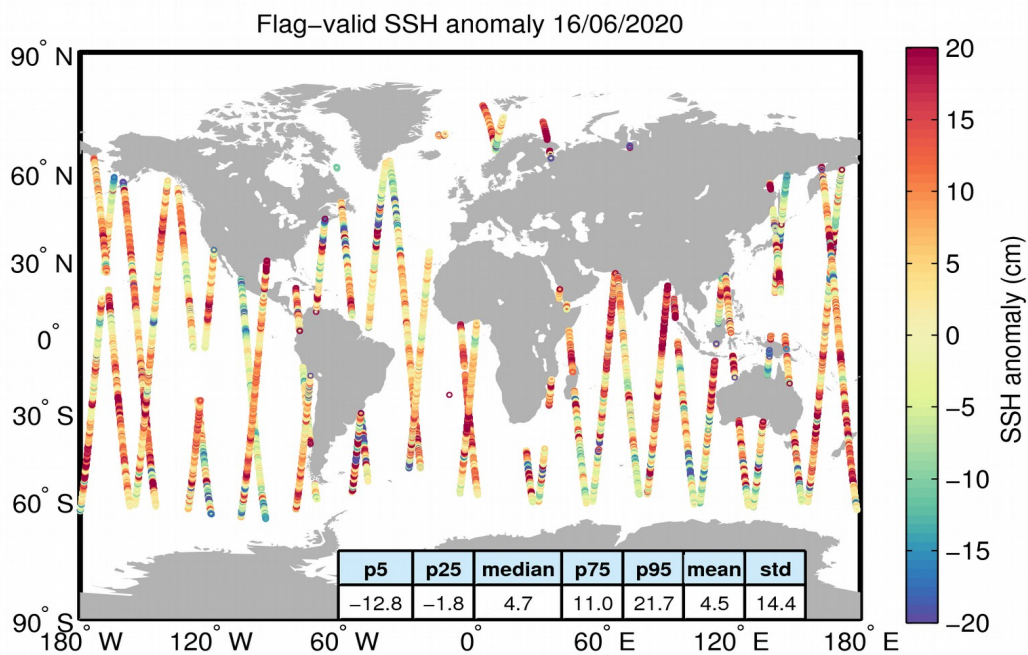 Flag−valid SSH anomaly 16/06/2020
90° N
60° N
30° N
0°
30° S
60° S
90° S
180° W 120° W 60° W 0° 60° E 120° E 180° E
p5 p25 median p75 p95 mean std
−12.8 −1.8 4.7 11.0 21.7 4.5 14.4
20
15
10
5
0
−5
−10
−15
−20
SSH anomaly (cm)